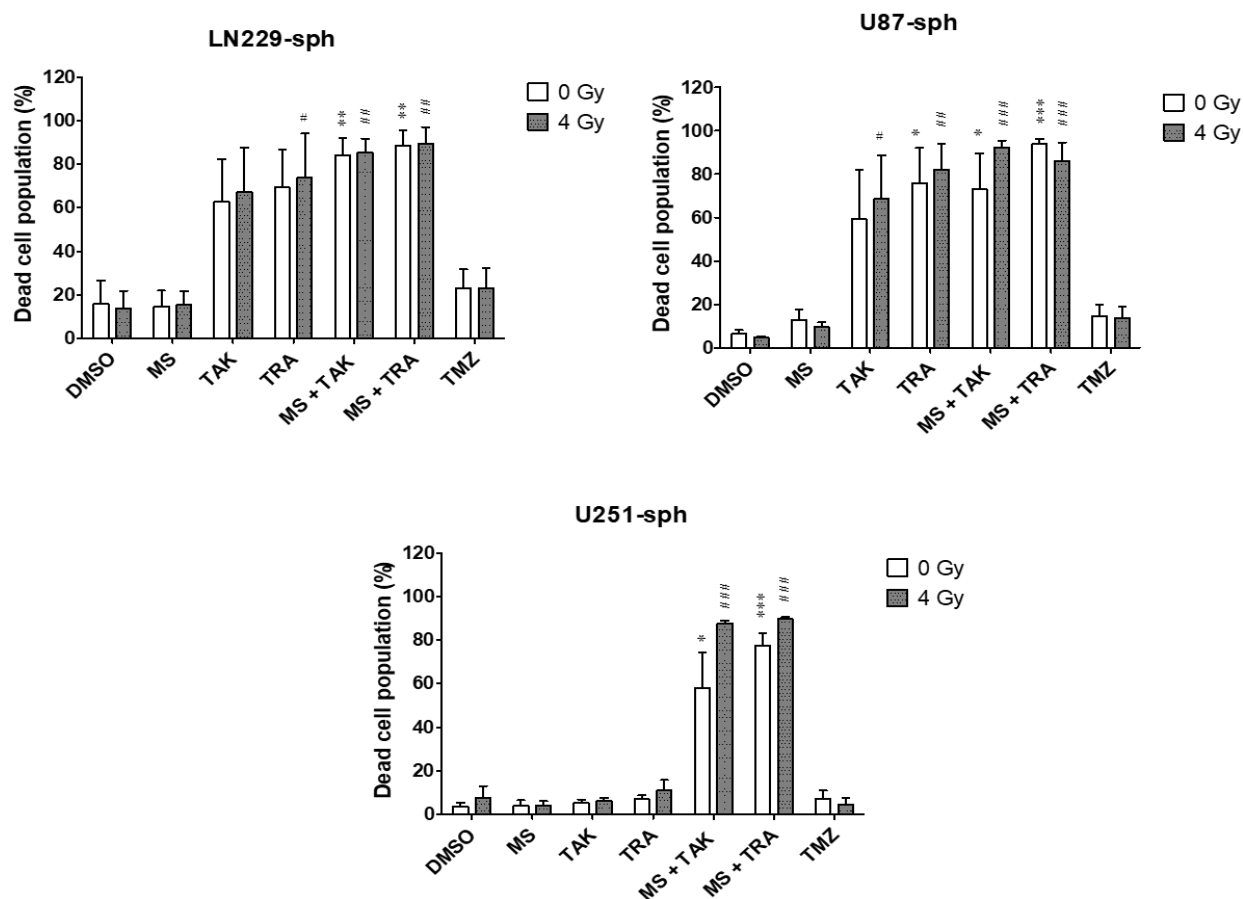 LN229-sph
Dead cell population (%)
120
100
80
60
40
20
0
#
**
##
**
##
0 Gy
4 Gy
DMSO
MS
TAK
TRA
MS + TAK
MS + TRA
TMZ
U87-sph
Dead cell population (%)
120
100
80
60
40
20
0
#
*
##
*
###
***
###
0 Gy
4 Gy
DMSO
MS
TAK
TRA
MS + TAK
MS + TRA
TMZ
U251-sph
Dead cell population (%)
120
100
80
60
40
20
0
*
###
***
###
0 Gy
4 Gy
DMSO
MS
TAK
TRA
MS + TAK
MS + TRA
TMZ